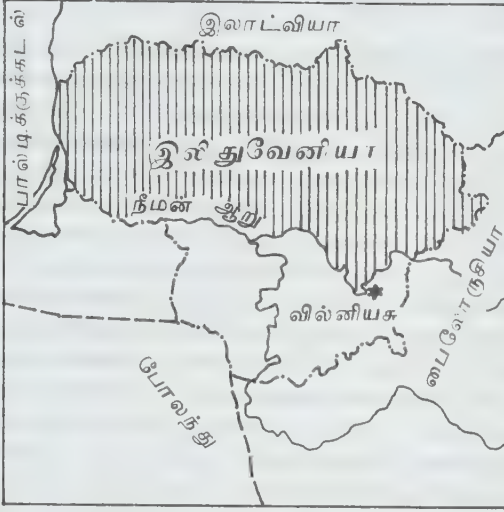 இலாட்வியா
பால்டிக்குக்கடல்
இலிதுவேனியா
நீமன் ஆறு
வில்னியசு
பைலோருசியா
போலந்து